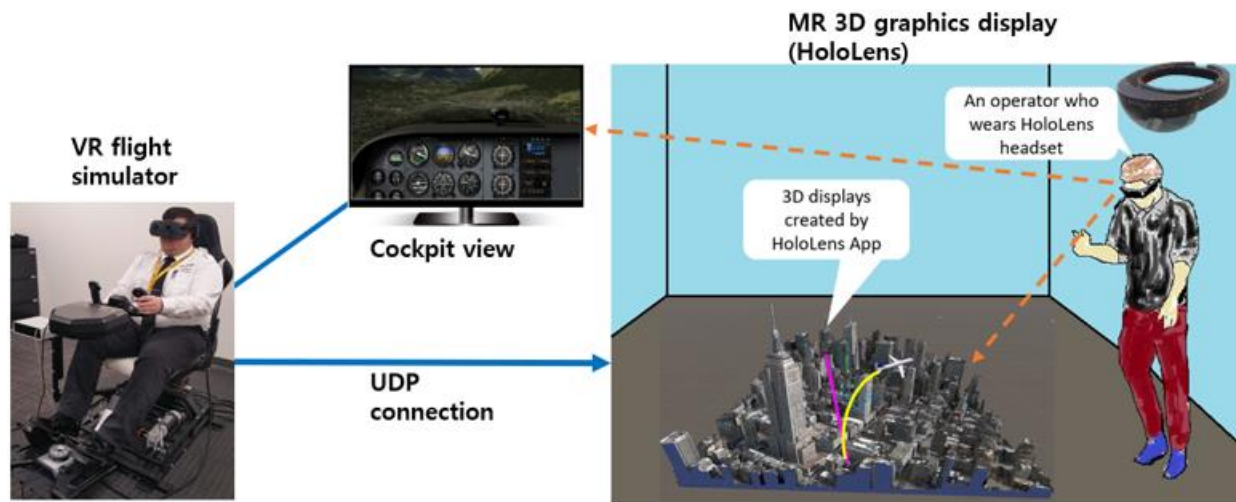 MR 3D graphics display
(HoloLens)
An operator who
wears HoloLens
headset
VR flight
simulator
3D displays
created by
HoloLens App
Cockpit view
UDP
connection